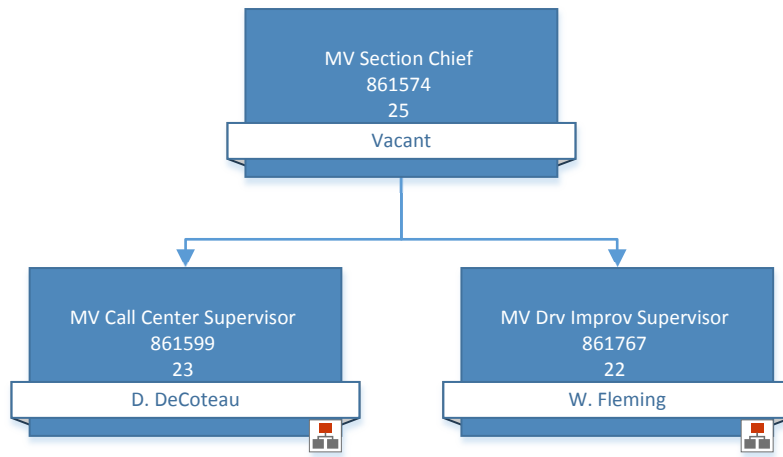 MV Section Chief
861574
25
Vacant
MV Call Center Supervisor
861599
23
D. DeCoteau
MV Drv Improv Supervisor
861767
22
W. Fleming